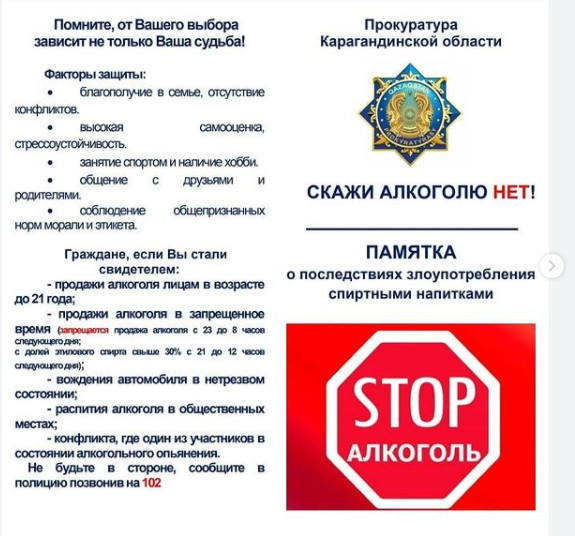 Помните, от Вашего выбора
зависит не только Ваша судьба!
Факторы защиты:
• благополучие в семье, отсутствие
конфликтов.
• высокая самооценка,
стрессоустойчивость.
• занятие спортом и наличие хобби.
• общение с друзьями и
родителями.
• соблюдение общепризнанных
норм морали и этикета.
Граждане, если Вы стали
свидетелем:
- продажи алкоголя лицам в возрасте
до 21 года;
- продажи алкоголя в запрещенное
время (запрещается продажа алкоголя с 23 до 8 часов
следующего дня;
с долей этилового спирта свыше 30% с 21 до 12 часов
следующего дня);
- вождения автомобиля в нетрезвом
состоянии;
- распития алкоголя в общественных
местах;
- конфликта, где один из участников в
состоянии алкогольного опьянения.
Не будьте в стороне, сообщите в
полицию позвонив на 102
Прокуратура
Карагандинской области
QAZAQSTAN
PROKÝRATÝRASY
СКАЖИ АЛКОГОЛЮ НЕТ!
ПАМЯТКА
о последствиях злоупотребления
спиртными напитками
STOP
АЛКОГОЛЬ